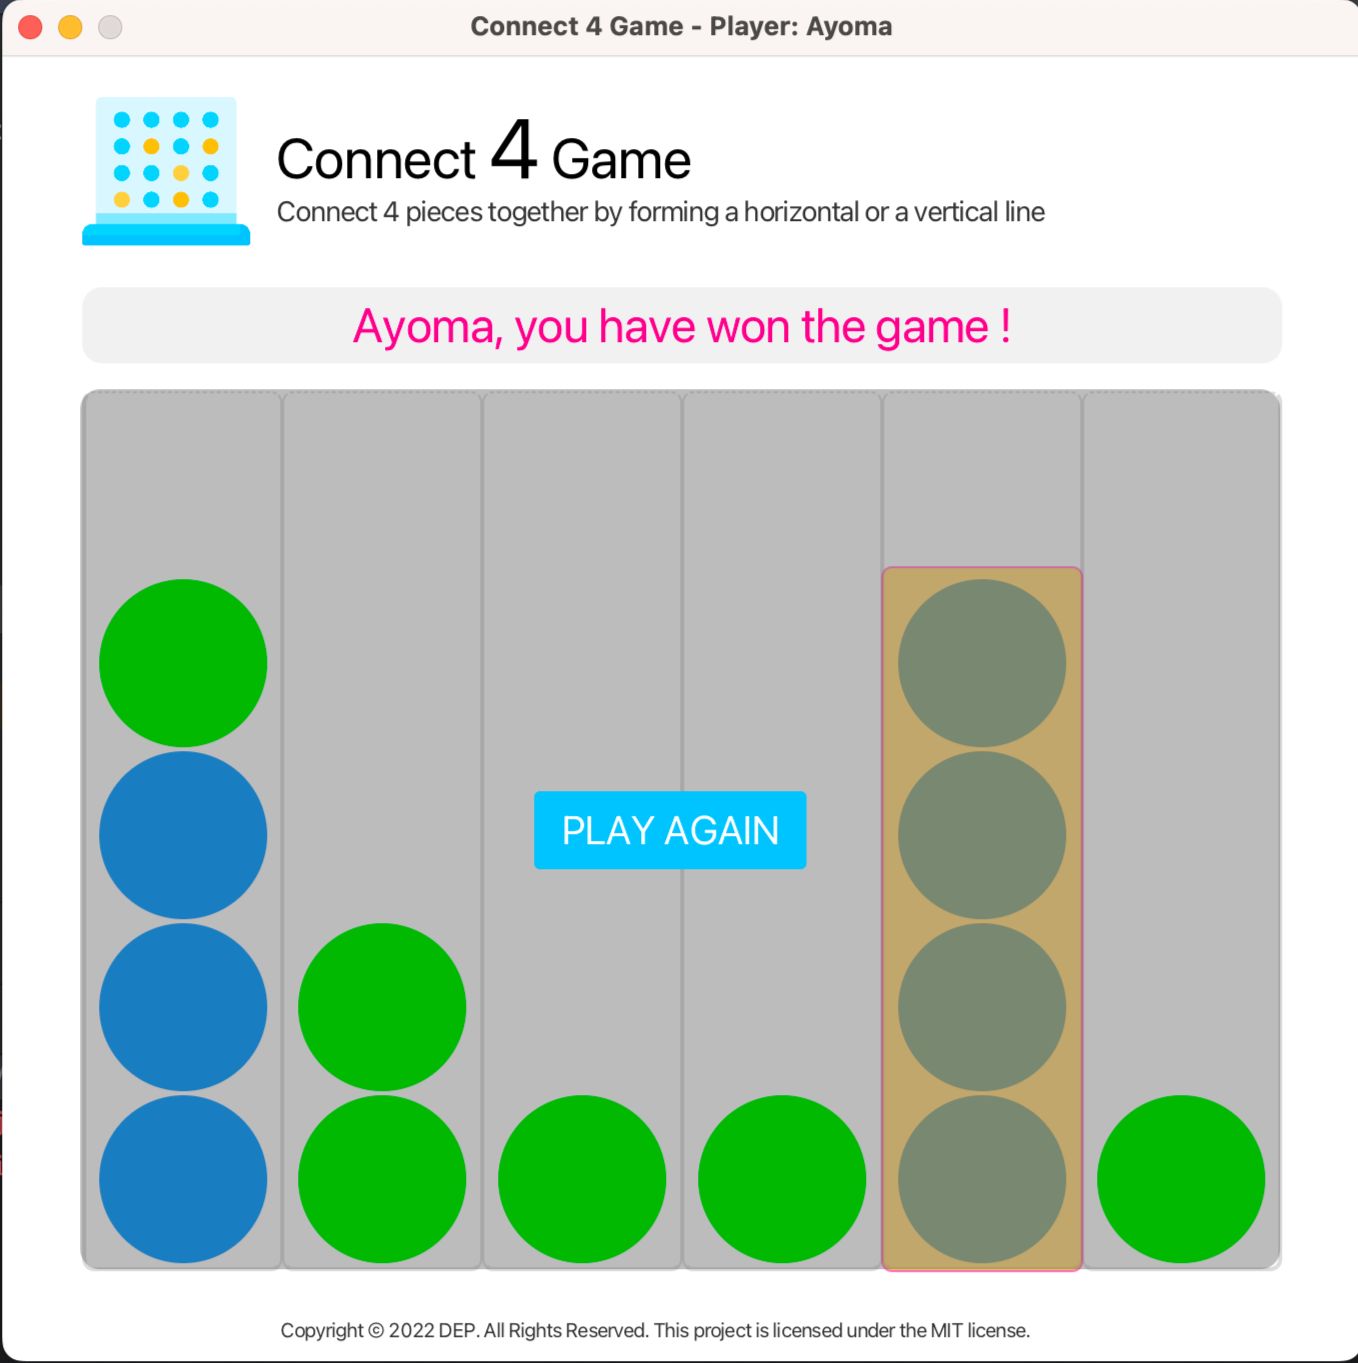 Connect 4 Game - Player: Ayoma
Connect 4 Game
Connect 4 pieces together by forming a horizontal or a vertical line
Ayoma, you have won the game !
PLAY AGAIN
Copyright © 2022 DEP. All Rights Reserved. This project is licensed under the MIT license.